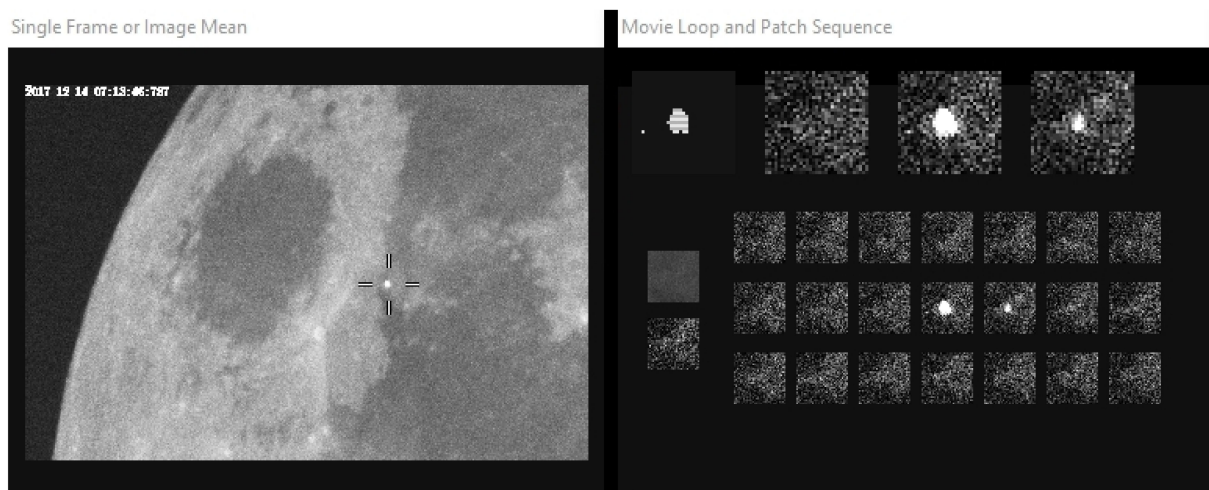 Single Frame or Image Mean
Movie Loop and Patch Sequence
2017 12 14 07:13:46:787